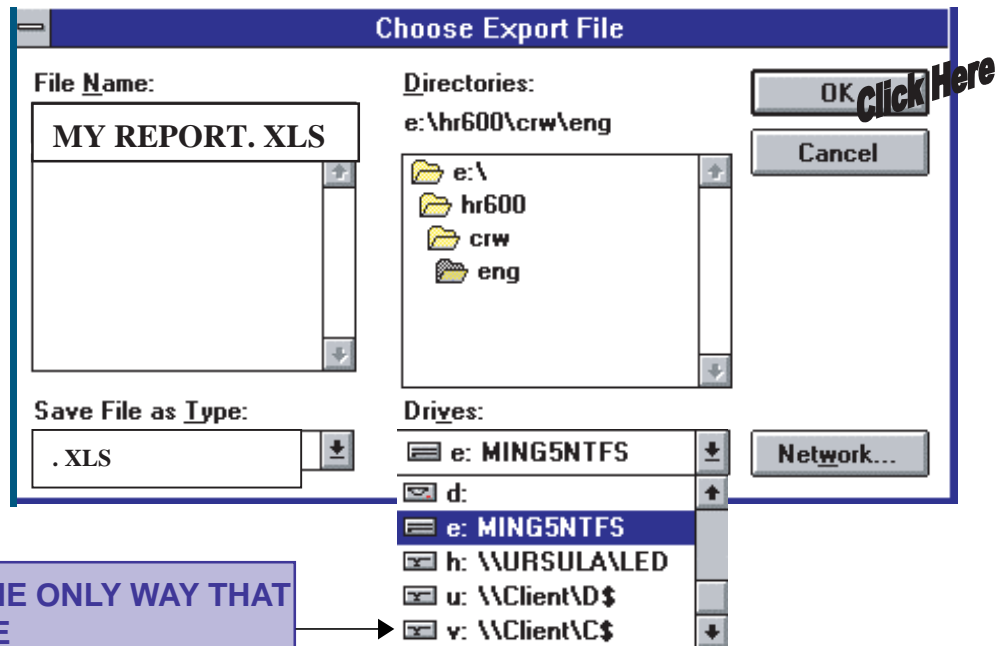 Choose Export File
File Name:
MY REPORT. XLS
Directories:
e:\hr600\crw\eng
e:\
hr600
crw
eng
OK
Click Here
Cancel
Save File as Type:
. XLS
Drives:
e: MING5NTFS
Network...
d:
e: MING5NTFS
h: \\URSULA\LED
u: \\Client\D$
v: \\Client\C$
ONLY WAY THAT